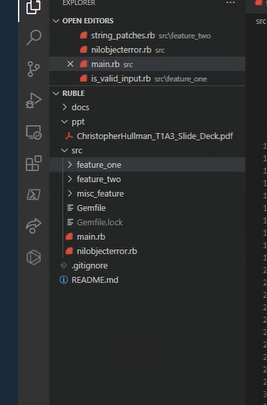 EXPLORER
OPEN EDITORS
string_patches.rb src\feature_two
nilobjecterror.rb src
main.rb src
is_valid_input.rb src\feature_one
RUBLE
docs
ppt
ChristopherHullman_T1A3_Slide_Deck.pdf
src
feature_one
feature_two
misc_feature
Gemfile
Gemfile.lock
main.rb
nilobjecterror.rb
.gitignore
README.md
src